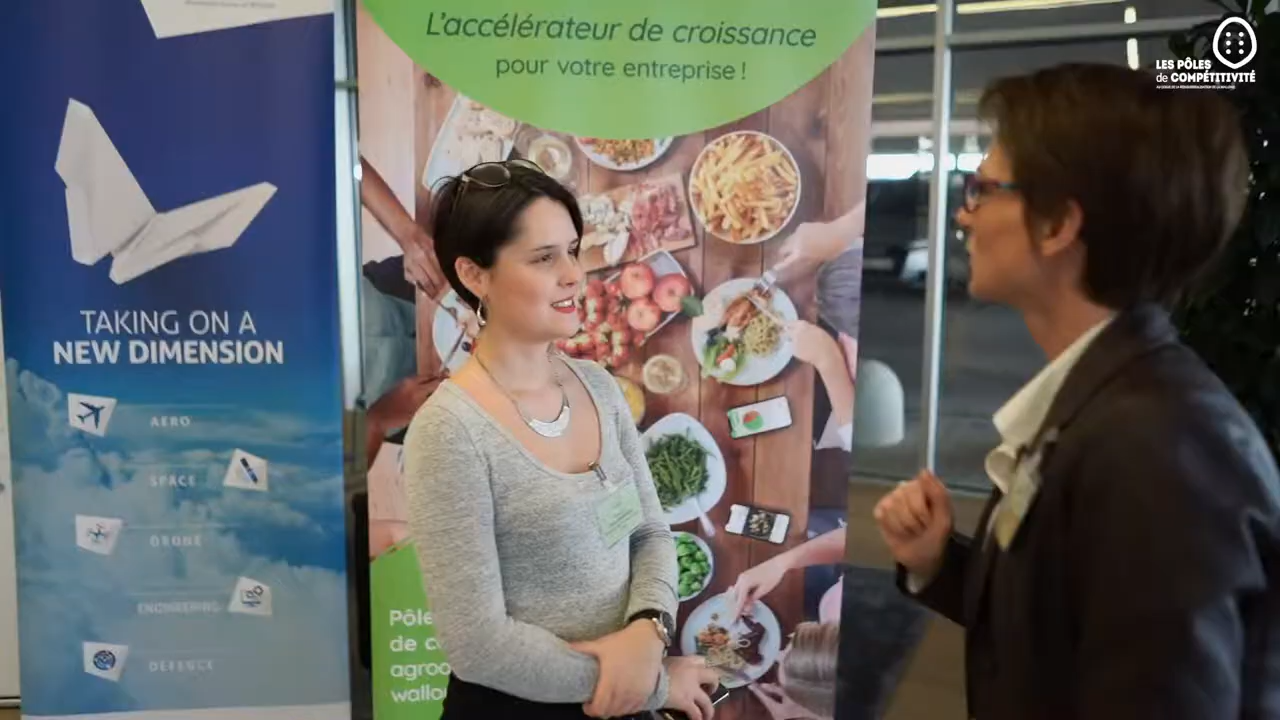 L'accélérateur de croissance
pour votre entreprise !
LES PÔLES
de COMPÉTITIVITÉ
TAKING ON A
NEW DIMENSION
AERO
SPACE
DRONE
ENGINEERING
DEFENCE
Pôle
de c
agroo
wallo